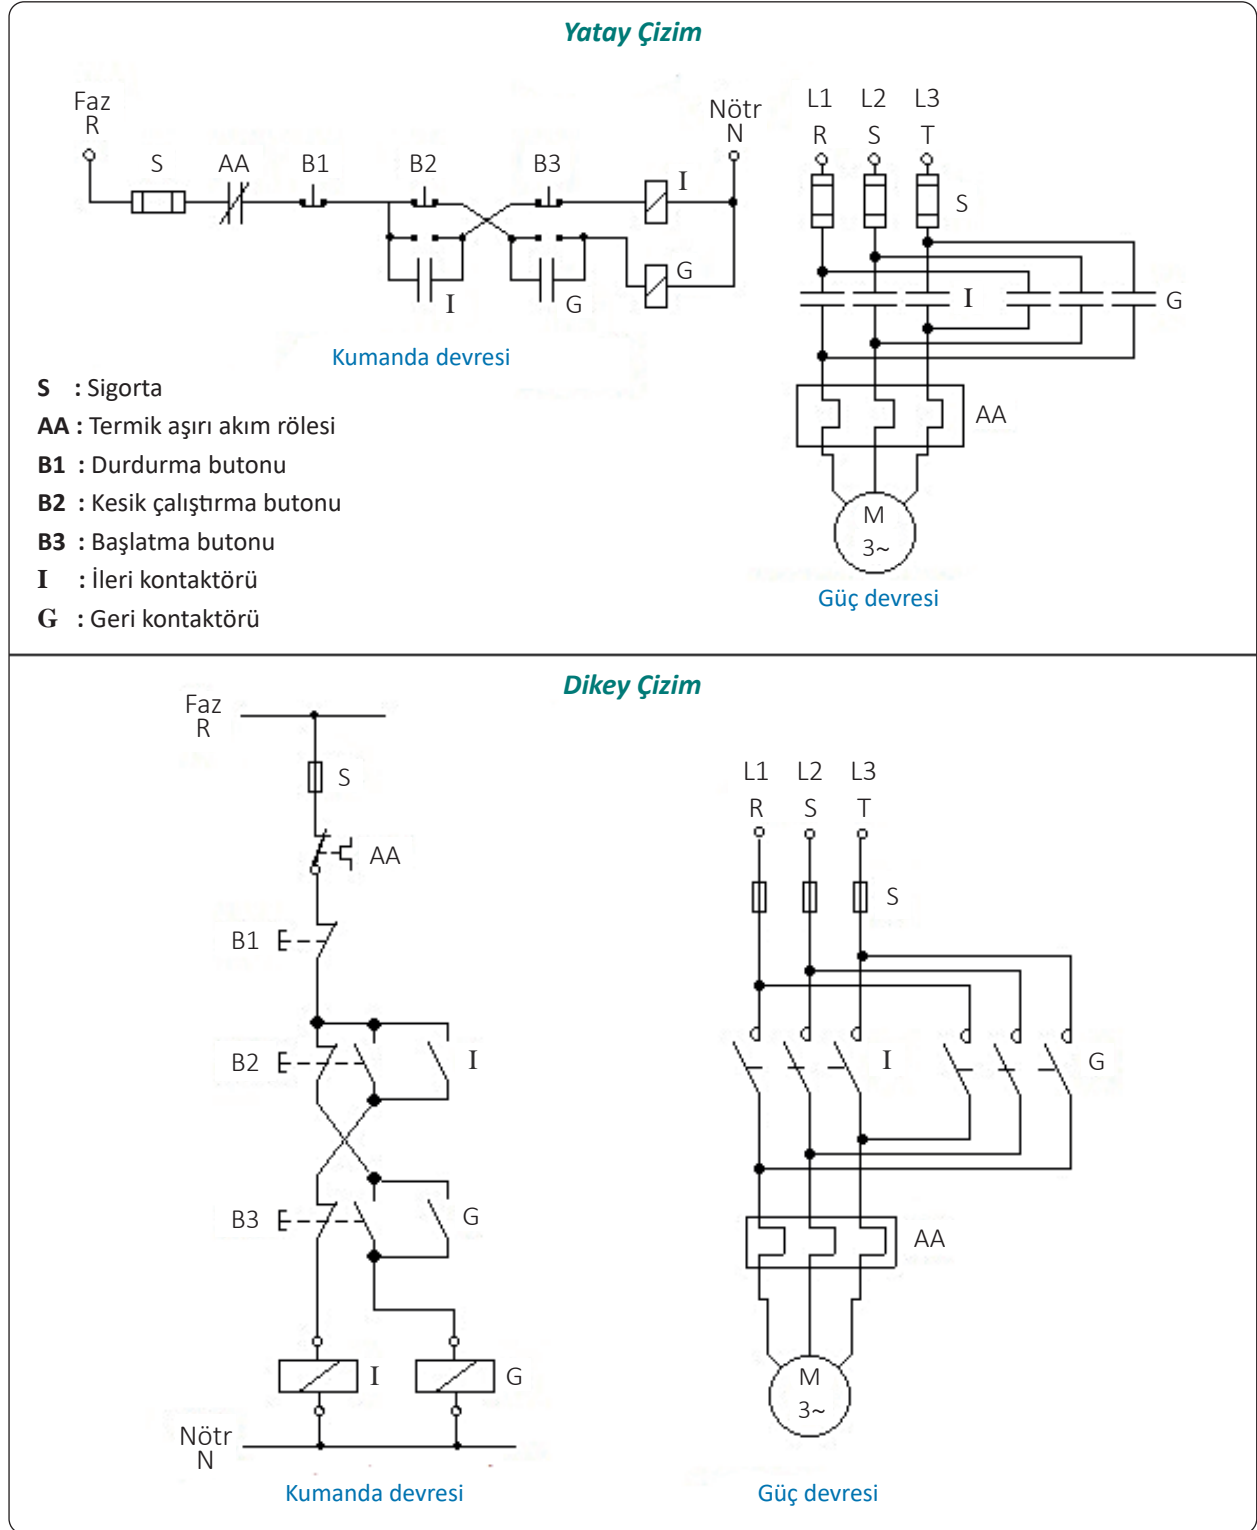 Yatay Çizim
Faz
R
S
AA
B1
B2
B3
Nötr
N
I
G
I
G
Kumanda devresi
L1 L2 L3
R S T
S
I
G
AA
M
3~
Güç devresi
S : Sigorta
AA : Termik aşırı akım rölesi
B1 : Durdurma butonu
B2 : Kesik çalıştırma butonu
B3 : Başlatma butonu
I : İleri kontaktörü
G : Geri kontaktörü
Dikey Çizim
Faz
R
S
AA
B1
B2
I
B3
G
I
G
Nötr
N
Kumanda devresi
L1 L2 L3
R S T
S
I
G
AA
M
3~
Güç devresi